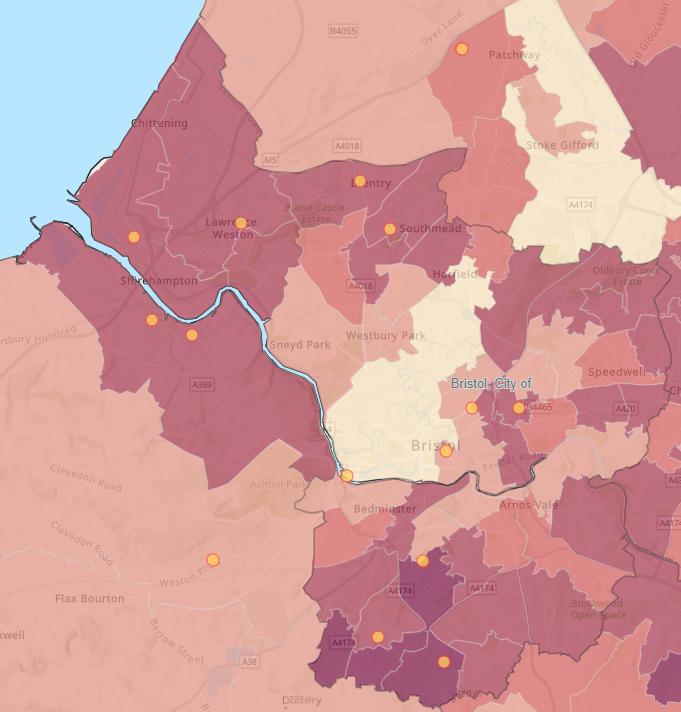 B4055
Over Lane
Patchway
Chittening
A4018
M5
Stoke Gifford
Brentry
A4174
Blaise Castle
Estate
Lawrence
Weston
Southmead
Horfield
Oldbury Court
Estate
Shirehampton
A4018
Westbury Park
Sneyd Park
Speedwell
A369
Bristol, City of
B4465
A420
Bristol
Feeder Road
Clevedon Road
Ashton Park
Bedminster
Arnos Vale
Clevedon Road
Weston Road
A4174
A4174
Flax Bourton
Stockwood
Open Space
Barrow Street
A4174
A38